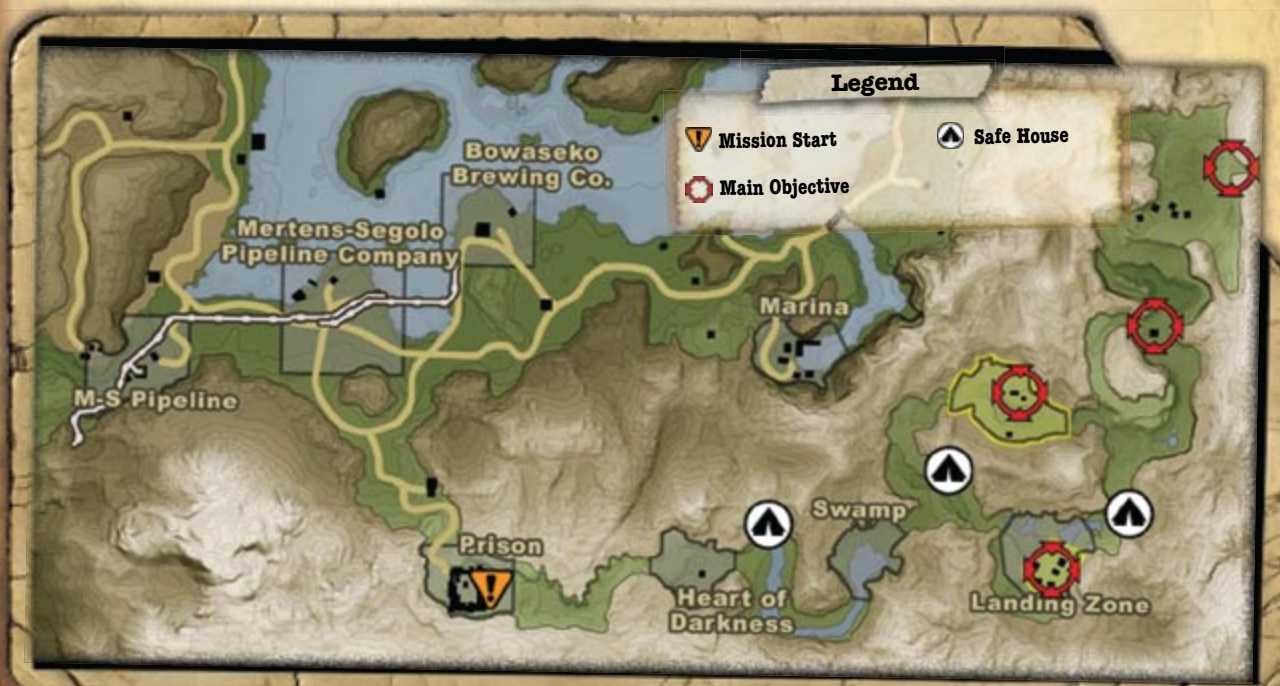 Legend
Mission Start
Safe House
Main Objective
Bowaseko
Brewing Co.
Mertens-Segolo
Pipeline Company
Marina
M-S Pipeline
Swamp
Prison
Heart of
Darkness
Landing Zone